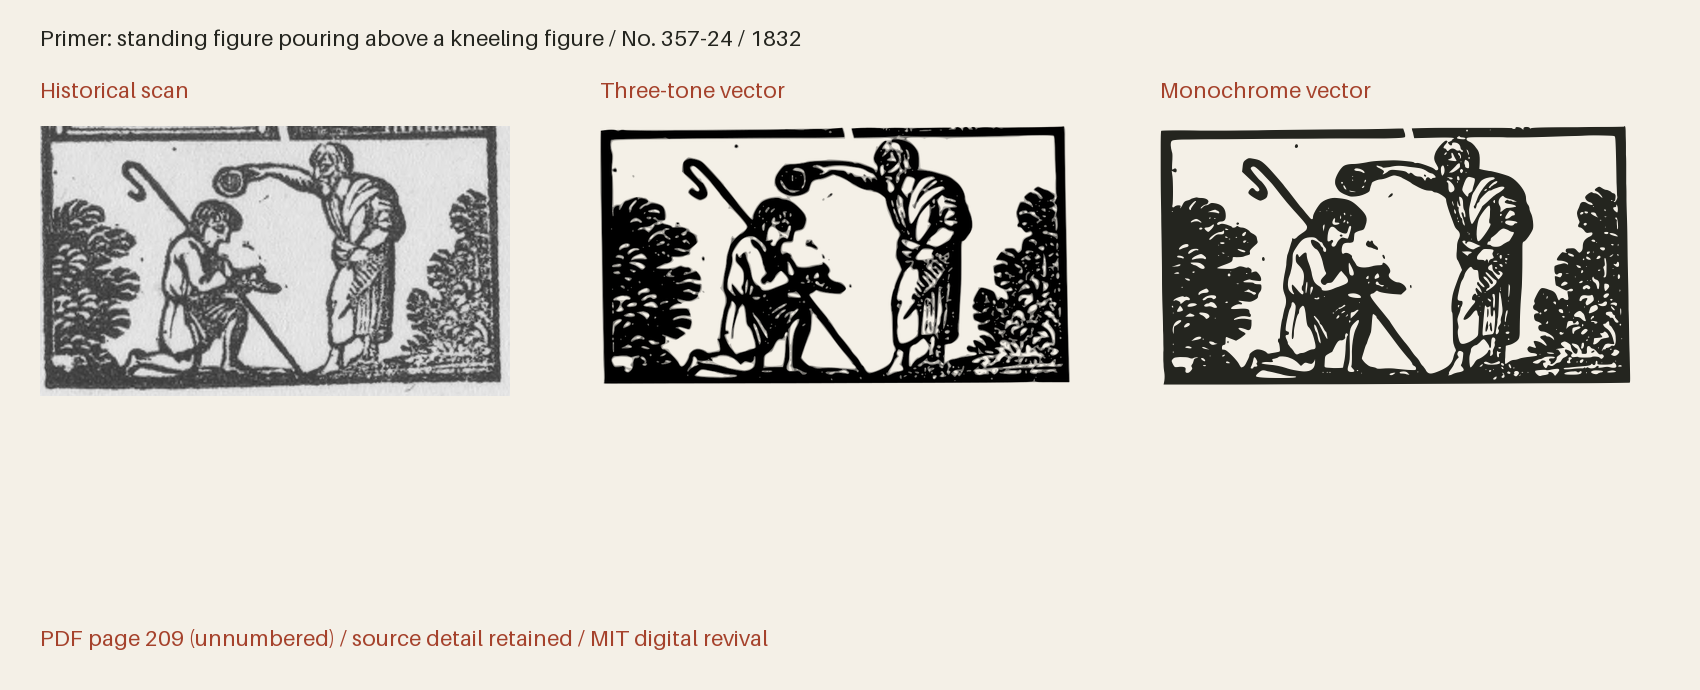 Primer: standing figure pouring above a kneeling figure / No. 357-24 / 1832
Historical scan
Three-tone vector
Monochrome vector
PDF page 209 (unnumbered) / source detail retained / MIT digital revival